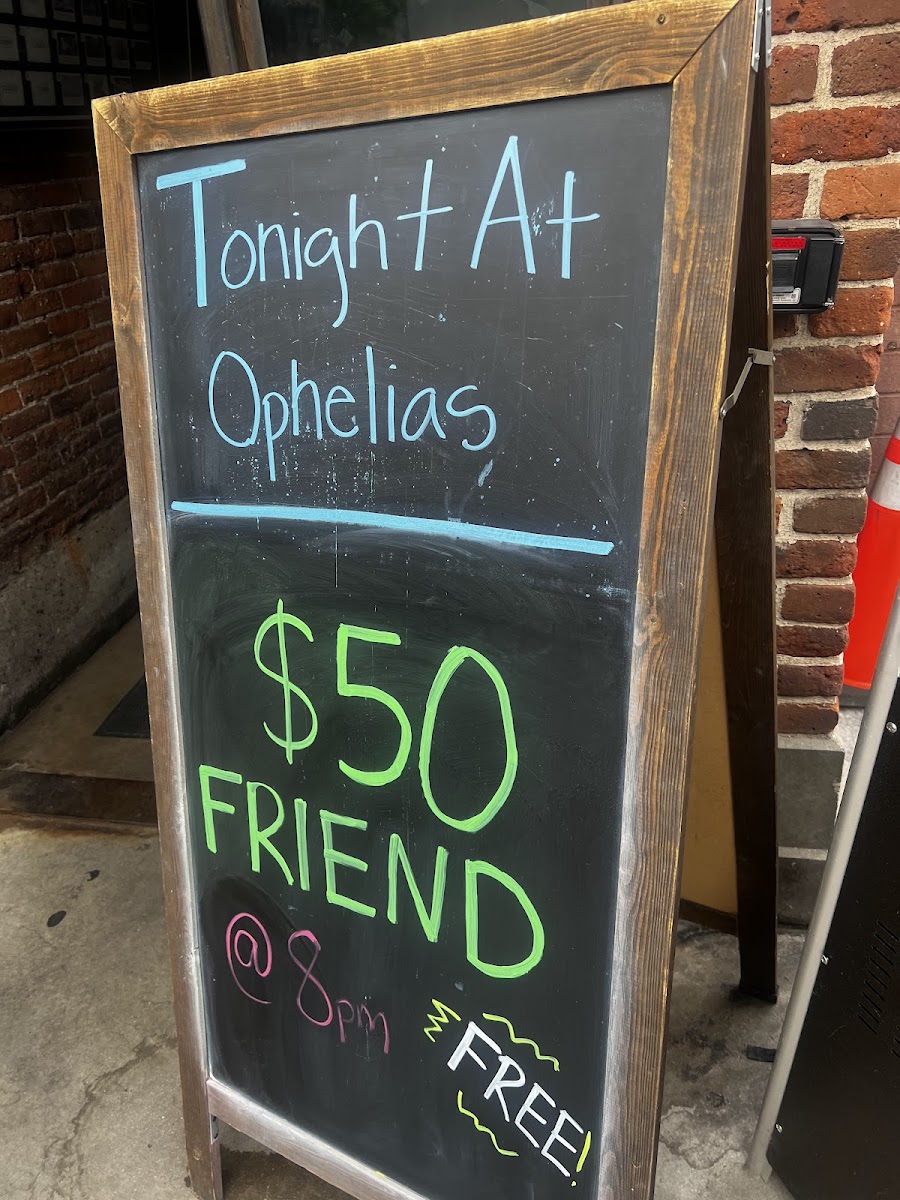 Tonight At
Ophelias
$50
FRIEND
@ 8pm
FREE!